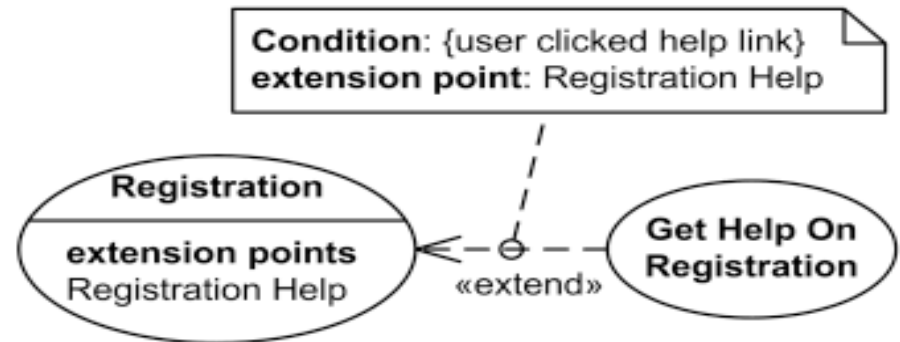 Condition: {user clicked help link}
extension point: Registration Help
Registration
extension points
Registration Help
«extend»
Get Help On
Registration